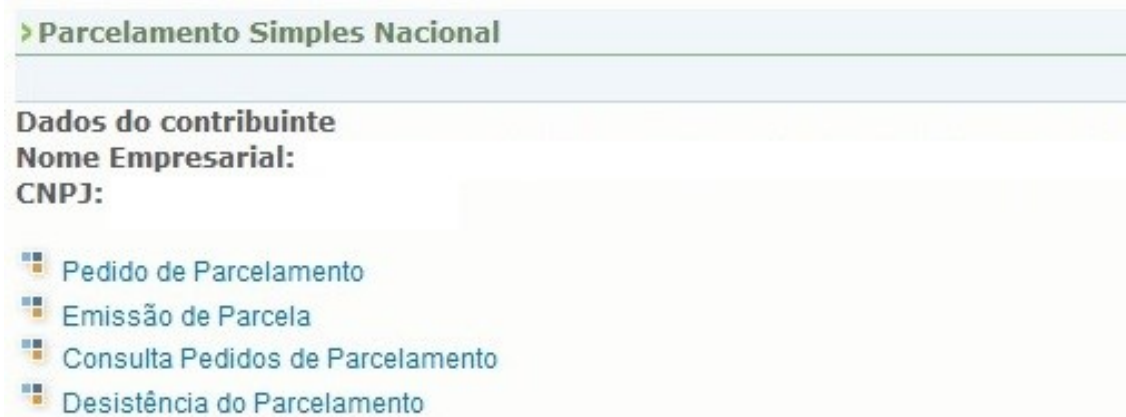 Parcelamento Simples Nacional
Dados do contribuinte
Nome Empresarial:
CNPJ:
Pedido de Parcelamento
Emissão de Parcela
Consulta Pedidos de Parcelamento
Desistência do Parcelamento